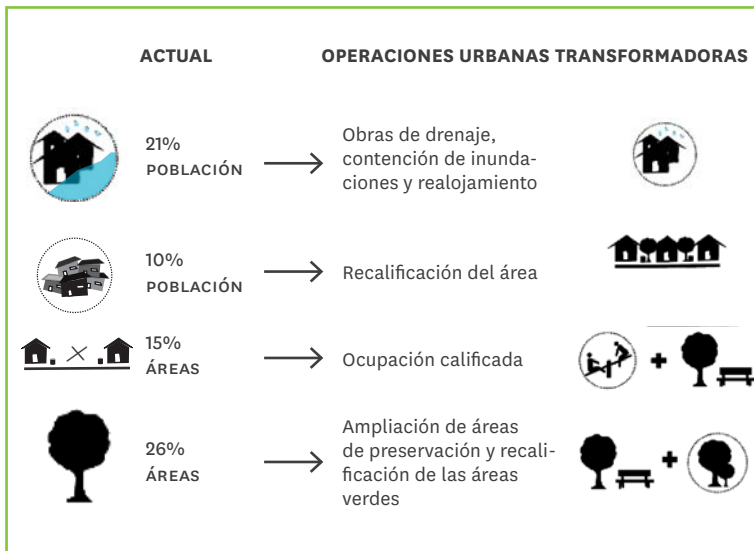 ACTUAL
OPERACIONES URBANAS TRANSFORMADORAS
21%
POBLACIÓN
Obras de drenaje,
contención de inunda-
ciones y realojamiento
10%
POBLACIÓN
Recalificación del área
15%
ÁREAS
Ocupación calificada
26%
ÁREAS
Ampliación de áreas
de preservación y recali-
ficación de las áreas
verdes